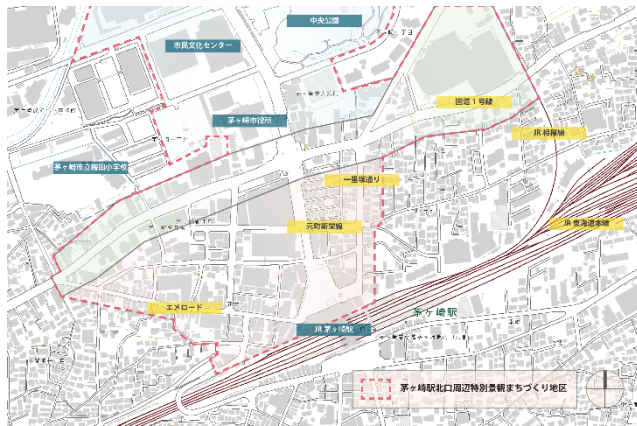 中央公園
市民文化センター
国道1号線
茅ヶ崎市役所
JR相模線
茅ヶ崎市立梅田小学校
一里塚通り
元町新栄線
JR東海道本線
エメロード
茅ヶ崎駅
JR茅ヶ崎駅
茅ヶ崎駅北口周辺特別景観まちづくり地区